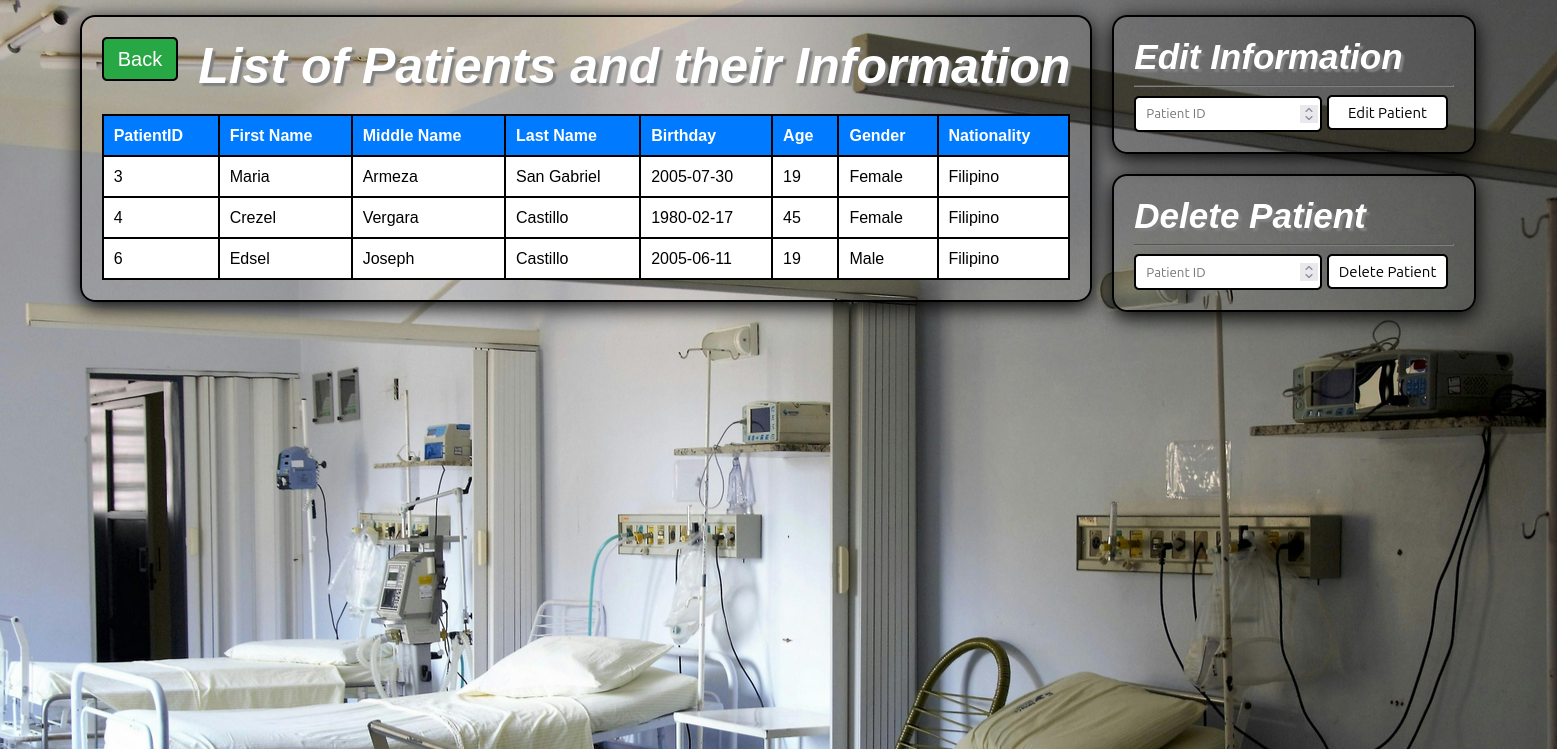 Back
List of Patients and their Information
PatientID First Name Middle Name Last Name Birthday Age Gender Nationality
3 Maria Armeza San Gabriel 2005-07-30 19 Female Filipino
4 Crezel Vergara Castillo 1980-02-17 45 Female Filipino
6 Edsel Joseph Castillo 2005-06-11 19 Male Filipino
Edit Information
Patient ID Edit Patient
Delete Patient
Patient ID Delete Patient